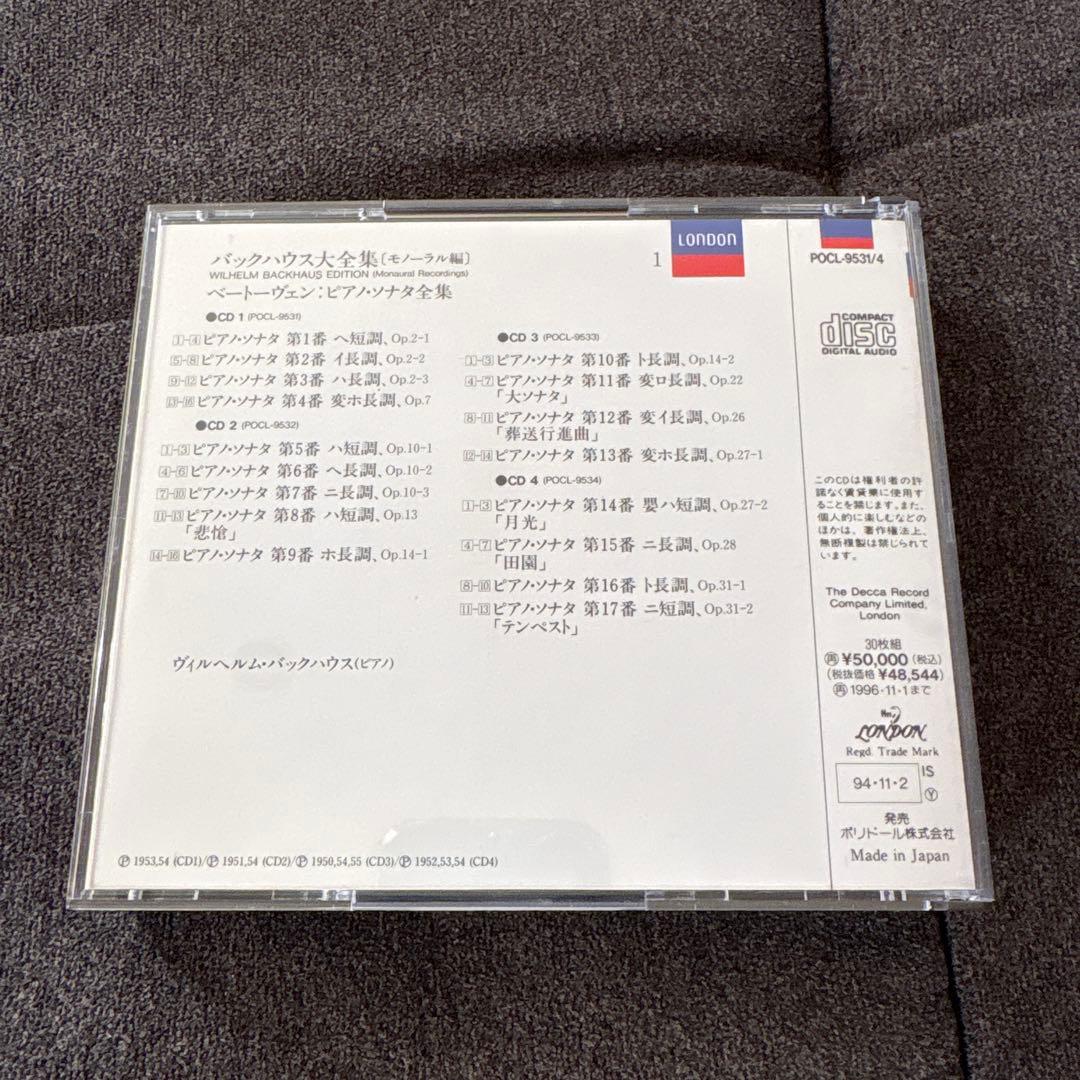 バックハウス大全集〔モノーラル編〕
WILHELM BACKHAUS EDITION (Monaural Recordings)
ベートーヴェン:ピアノ・ソナタ全集
1
LONDON
●CD 1 (POCL-9531)
1-4 ピアノ・ソナタ 第1番 ヘ短調、Op.2-1
5-8 ピアノ・ソナタ 第2番 イ長調、Op.2-2
9-12 ピアノ・ソナタ 第3番 ハ長調、Op.2-3
13-16 ピアノ・ソナタ 第4番 変ホ長調、Op.7
●CD 2 (POCL-9532)
1-3 ピアノ・ソナタ 第5番 ハ短調、Op.10-1
4-6 ピアノ・ソナタ 第6番 ヘ長調、Op.10-2
7-10 ピアノ・ソナタ 第7番 ニ長調、Op.10-3
11-13 ピアノ・ソナタ 第8番 ハ短調、Op.13
「悲愴」
14-16 ピアノ・ソナタ 第9番 ホ長調、Op.14-1
●CD 3 (POCL-9533)
1-3 ピアノ・ソナタ 第10番 ト長調、Op.14-2
4-7 ピアノ・ソナタ 第11番 変ロ長調、Op.22
「大ソナタ」
8-11 ピアノ・ソナタ 第12番 変イ長調、Op.26
「葬送行進曲」
12-14 ピアノ・ソナタ 第13番 変ホ長調、Op.27-1
●CD 4 (POCL-9534)
1-3 ピアノ・ソナタ 第14番 嬰ハ短調、Op.27-2
「月光」
4-7 ピアノ・ソナタ 第15番 ニ長調、Op.28
「田園」
8-10 ピアノ・ソナタ 第16番 ト長調、Op.31-1
11-13 ピアノ・ソナタ 第17番 ニ短調、Op.31-2
「テンペスト」
ヴィルヘルム・バックハウス(ピアノ)
Ⓟ 1953,54 (CD1)/Ⓟ 1951,54 (CD2)/Ⓟ 1950,54,55 (CD3)/Ⓟ 1952,53,54 (CD4)
POCL-9531/4
COMPACT
disc
DIGITAL AUDIO
このCDは権利者の許
諾なく賃貸業に使用す
ることを禁じます。また、
個人的に楽しむなどの
ほかは、著作権法上、
無断複製は禁じられて
います。
The Decca Record
Company Limited,
London
30枚組
再 ¥50,000 (税込)
(税抜価格 ¥48,544)
再 1996・11・1まで
LONDON
Regd. Trade Mark
94・11・2
IS
Ⓨ
発売
ポリドール株式会社
Made in Japan